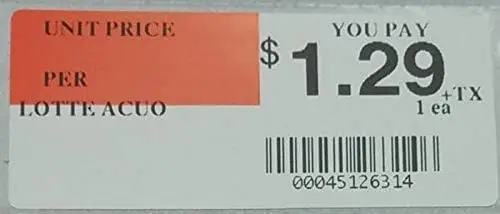 UNIT PRICE
PER
LOTTE ACUO
YOU PAY
$1.29 +TX
1 ea
00045126314